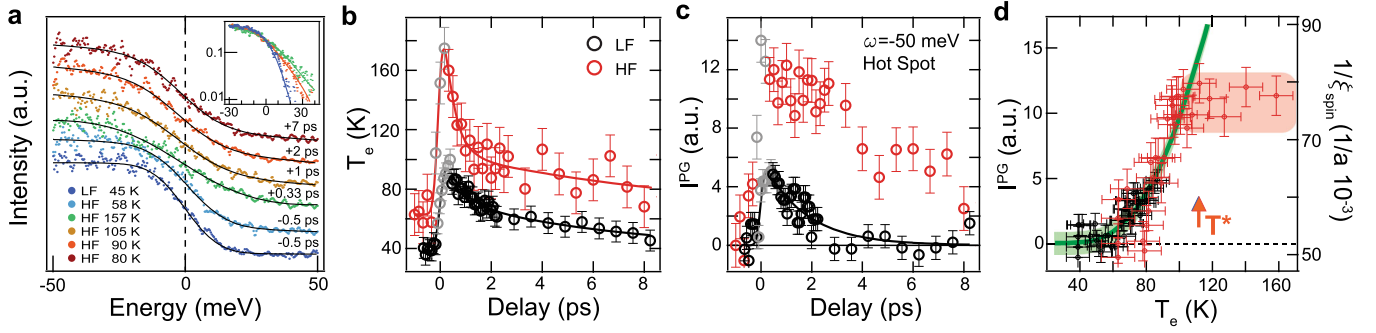 a
Intensity (a.u.)
0.1
0.01
-30
0
30
+7 ps
+2 ps
+1 ps
+0.33 ps
-0.5 ps
-0.5 ps
LF 45 K
HF 58 K
HF 157 K
HF 105 K
HF 90 K
HF 80 K
-50
0
50
Energy (meV)
b
T_e (K)
160
120
80
40
LF
HF
0
2
4
6
8
Delay (ps)
c
I^PG (a.u.)
14
12
10
8
6
4
2
0
ω=-50 meV
Hot Spot
0
2
4
6
8
Delay (ps)
d
I^PG (a.u.)
15
10
5
0
T*
40
80
120
160
T_e (K)
90
70
50
1/ξ_spin (1/a 10⁻³)